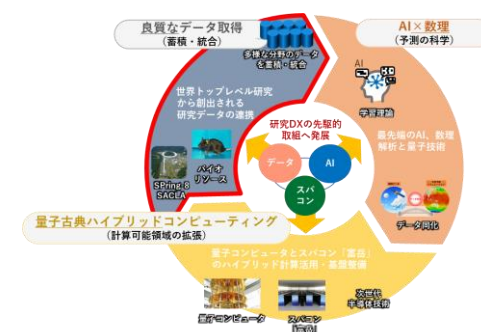 良質なデータ取得
（蓄積・統合）
多様な分野のデータ
を蓄積・統合
世界トップレベル研究
から創出される
研究データの連携
SPring-8
SACLA
バイオ
リソース
AI×数理
（予測の科学）
AI
学習理論
最先端のAI、数理
解析と量子技術
データ同化
研究DXの先駆的
取組へ発展
データ
AI
スパ
コン
量子古典ハイブリッドコンピューティング
（計算可能領域の拡張）
量子コンピュータとスパコン「富岳」
のハイブリッド計算活用・基盤整備
量子コンピュータ
スパコン
「富岳」
次世代
半導体技術